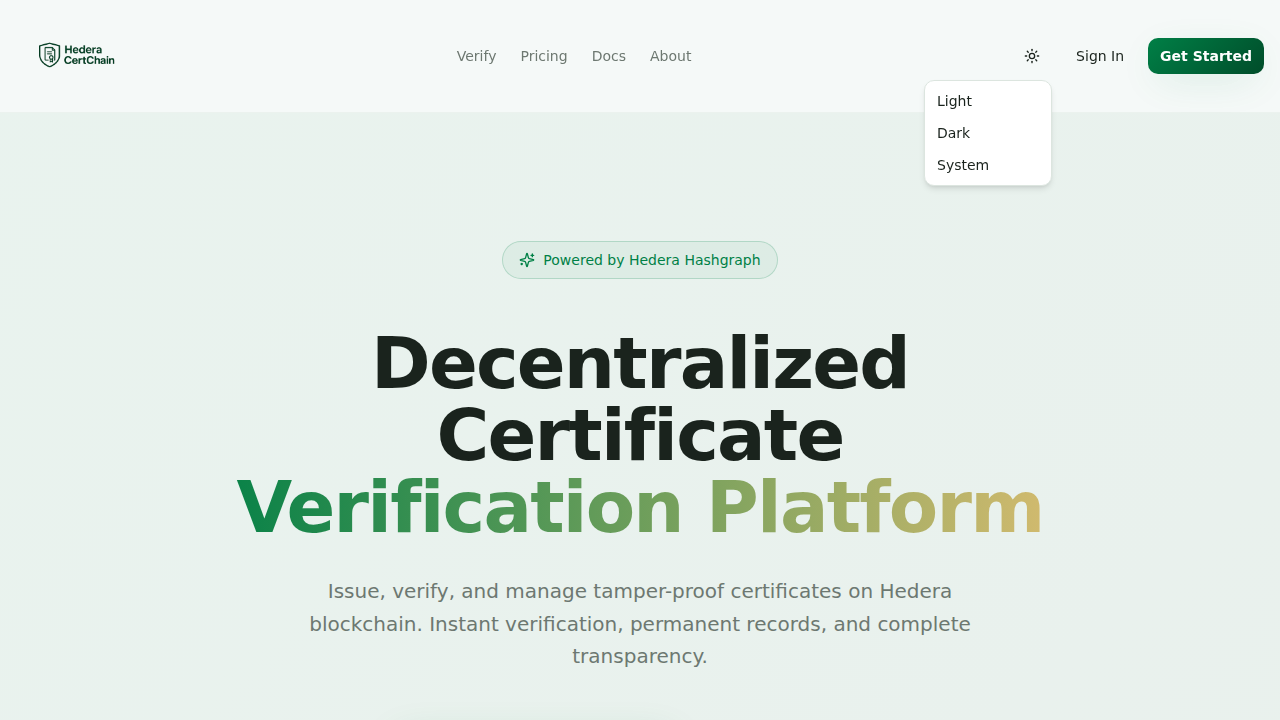 Hedera
CertChain
Verify
Pricing
Docs
About
Sign In
Get Started
Light
Dark
System
Powered by Hedera Hashgraph
Decentralized
Certificate
Verification Platform
Issue, verify, and manage tamper-proof certificates on Hedera
blockchain. Instant verification, permanent records, and complete
transparency.